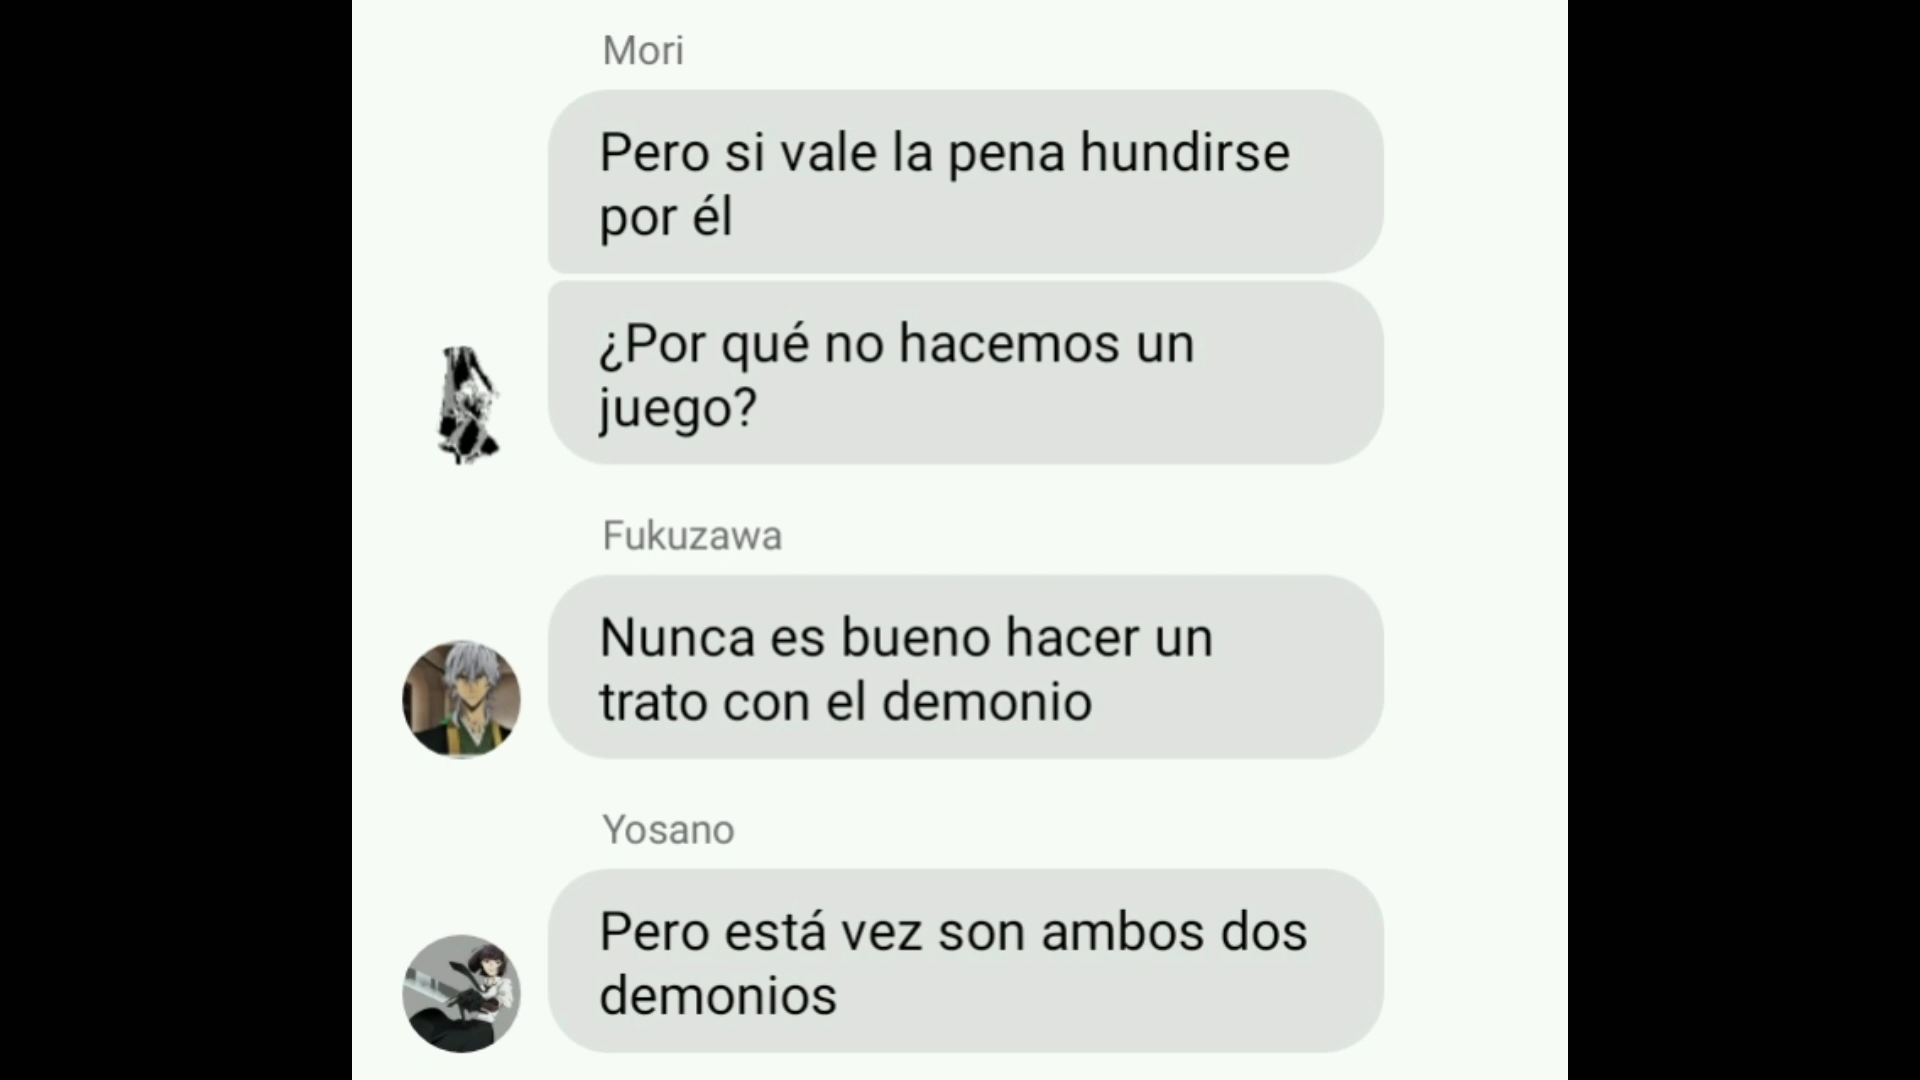 Mori
Pero si vale la pena hundirse
por él
¿Por qué no hacemos un
juego?
Fukuzawa
Nunca es bueno hacer un
trato con el demonio
Yosano
Pero está vez son ambos dos
demonios